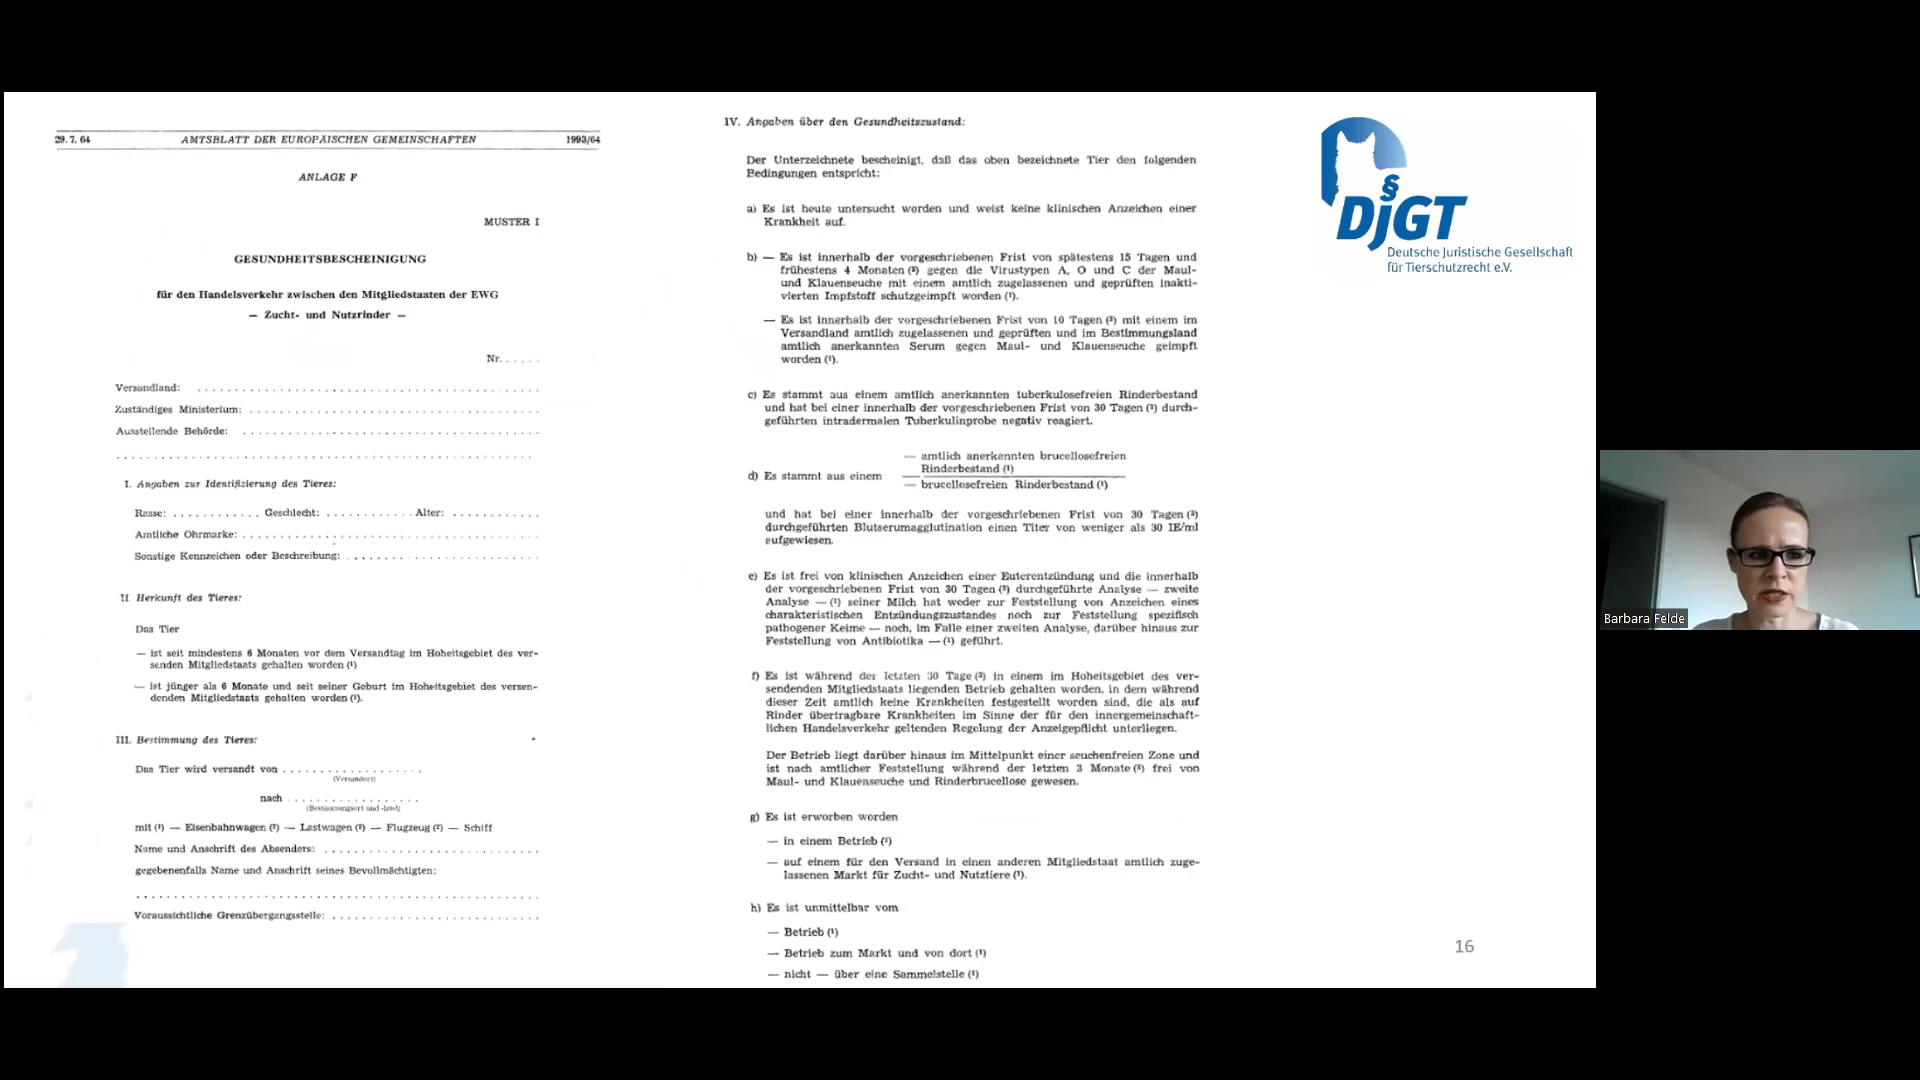 29.7.64 AMTSBLATT DER EUROPÄISCHEN GEMEINSCHAFTEN 1993/64
ANLAGE F
MUSTER I
GESUNDHEITSBESCHEINIGUNG
für den Handelsverkehr zwischen den Mitgliedstaaten der EWG
— Zucht- und Nutzrinder —
Nr. . . . . .
Versandland: . . . . . . . . . . . . . . . . . . . .
Zuständiges Ministerium: . . . . . . . . . . . . . . . . . . . .
Ausstellende Behörde: . . . . . . . . . . . . . . . . . . . .
. . . . . . . . . . . . . . . . . . . .
I. Angaben zur Identifizierung des Tieres:
Rasse: . . . . . . . . . . . Geschlecht: . . . . . . . . . . . Alter: . . . . . . . . . .
Amtliche Ohrmarke: . . . . . . . . . . . . . . . . . . . .
Sonstige Kennzeichen oder Beschreibung: . . . . . . . . . . . . . . . . . . . .
II Herkunft des Tieres:
Das Tier
— ist seit mindestens 6 Monaten vor dem Versandtag im Hoheitsgebiet des ver-
senden Mitgliedstaats gehalten worden (¹)
— ist jünger als 6 Monate und seit seiner Geburt im Hoheitsgebiet des versen-
denden Mitgliedstaats gehalten worden (¹).
III. Bestimmung des Tieres:
Das Tier wird versandt von . . . . . . . . . . . . . . . . . . . .
(Versandort)
nach . . . . . . . . . . . . . . . . . . . .
(Bestimmungsort und -land)
mit (¹) — Eisenbahnwagen (²) — Lastwagen (²) — Flugzeug (²) — Schiff
Name und Anschrift des Absenders: . . . . . . . . . . . . . . . . . . . .
gegebenenfalls Name und Anschrift seines Bevollmächtigten:
. . . . . . . . . . . . . . . . . . . .
Voraussichtliche Grenzübergangsstelle: . . . . . . . . . . . . . . . . . . . .
IV. Angaben über den Gesundheitszustand:
Der Unterzeichnete bescheinigt, daß das oben bezeichnete Tier den folgenden
Bedingungen entspricht:
a) Es ist heute untersucht worden und weist keine klinischen Anzeichen einer
Krankheit auf.
b) — Es ist innerhalb der vorgeschriebenen Frist von spätestens 15 Tagen und
frühestens 4 Monaten (³) gegen die Virustypen A, O und C der Maul-
und Klauenseuche mit einem amtlich zugelassenen und geprüften inakti-
vierten Impfstoff schutzgeimpft worden (¹).
— Es ist innerhalb der vorgeschriebenen Frist von 10 Tagen (³) mit einem im
Versandland amtlich zugelassenen und geprüften und im Bestimmungsland
amtlich anerkannten Serum gegen Maul- und Klauenseuche geimpft
worden (¹).
c) Es stammt aus einem amtlich anerkannten tuberkulosefreien Rinderbestand
und hat bei einer innerhalb der vorgeschriebenen Frist von 30 Tagen (³) durch-
geführten intradermalen Tuberkulinprobe negativ reagiert.
— amtlich anerkannten brucellosefreien
Rinderbestand (¹)
d) Es stammt aus einem
— brucellosefreien Rinderbestand (¹)
und hat bei einer innerhalb der vorgeschriebenen Frist von 30 Tagen (³)
durchgeführten Blutserumagglutination einen Titer von weniger als 30 IE/ml
aufgewiesen.
e) Es ist frei von klinischen Anzeichen einer Euterentzündung und die innerhalb
der vorgeschriebenen Frist von 30 Tagen (³) durchgeführte Analyse — zweite
Analyse — (¹) seiner Milch hat weder zur Feststellung von Anzeichen eines
charakteristischen Entzündungszustandes noch zur Feststellung spezifisch
pathogener Keime — noch, im Falle einer zweiten Analyse, darüber hinaus zur
Feststellung von Antibiotika — (¹) geführt.
f) Es ist während der letzten 30 Tage (³) in einem im Hoheitsgebiet des ver-
sendenden Mitgliedstaats liegenden Betrieb gehalten worden, in dem während
dieser Zeit amtlich keine Krankheiten festgestellt worden sind, die als auf
Rinder übertragbare Krankheiten im Sinne der für den innergemeinschaft-
lichen Handelsverkehr geltenden Regelung der Anzeigepflicht unterliegen.
Der Betrieb liegt darüber hinaus im Mittelpunkt einer seuchenfreien Zone und
ist nach amtlicher Feststellung während der letzten 3 Monate (³) frei von
Maul- und Klauenseuche und Rinderbrucellose gewesen.
g) Es ist erworben worden
— in einem Betrieb (¹)
— auf einem für den Versand in einen anderen Mitgliedstaat amtlich zuge-
lassenen Markt für Zucht- und Nutztiere (¹).
h) Es ist unmittelbar vom
— Betrieb (¹)
— Betrieb zum Markt und von dort (¹)
— nicht — über eine Sammelstelle (¹)
§
DJGT
Deutsche Juristische Gesellschaft
für Tierschutzrecht e.V.
16
Barbara Felde